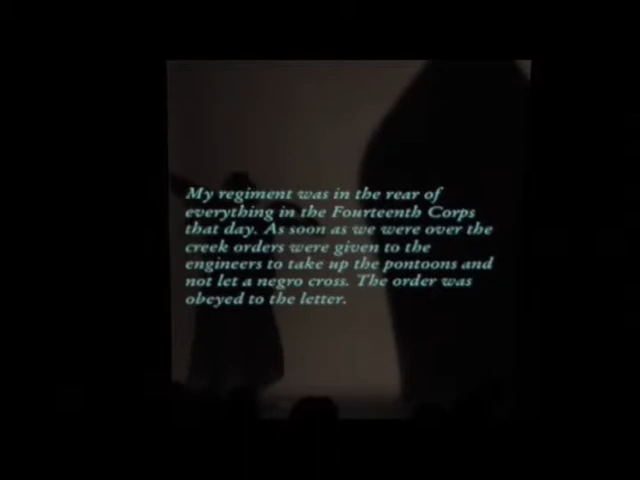 My regiment was in the rear of
everything in the Fourteenth Corps
that day. As soon as we were over the
creek orders were given to the
engineers to take up the pontoons and
not let a negro cross. The order was
obeyed to the letter.